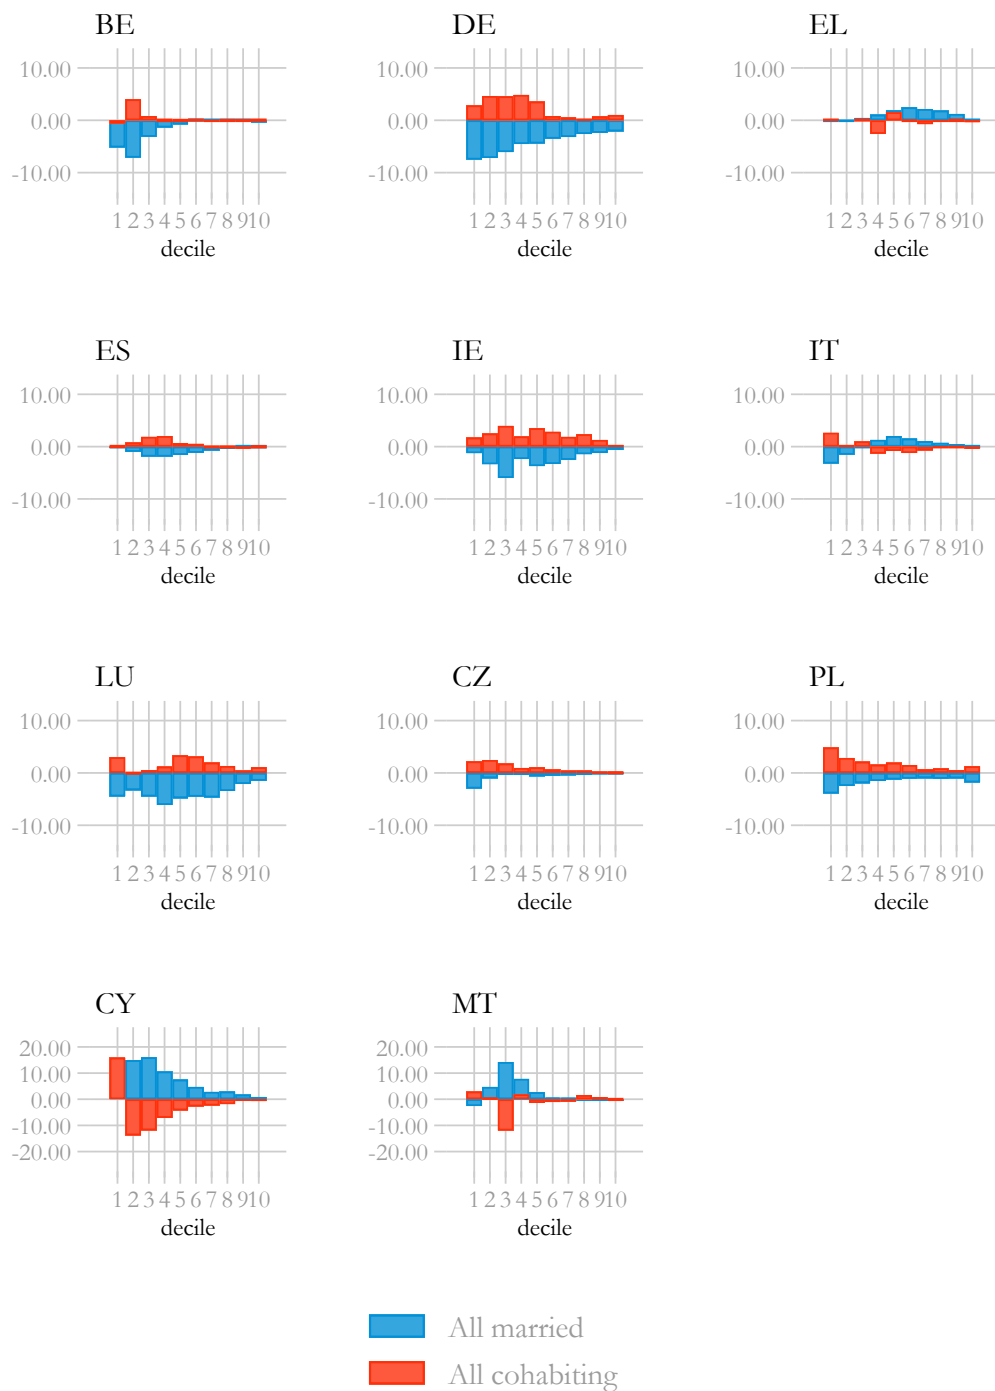 BE DE EL
10.00 10.00 10.00
0.00 0.00 0.00
-10.00 -10.00 -10.00
1 2 3 4 5 6 7 8 9 10 1 2 3 4 5 6 7 8 9 10 1 2 3 4 5 6 7 8 9 10
decile decile decile
ES IE IT
10.00 10.00 10.00
0.00 0.00 0.00
-10.00 -10.00 -10.00
1 2 3 4 5 6 7 8 9 10 1 2 3 4 5 6 7 8 9 10 1 2 3 4 5 6 7 8 9 10
decile decile decile
LU CZ PL
10.00 10.00 10.00
0.00 0.00 0.00
-10.00 -10.00 -10.00
1 2 3 4 5 6 7 8 9 10 1 2 3 4 5 6 7 8 9 10 1 2 3 4 5 6 7 8 9 10
decile decile decile
CY MT
20.00 20.00
10.00 10.00
0.00 0.00
-10.00 -10.00
-20.00 -20.00
1 2 3 4 5 6 7 8 9 10 1 2 3 4 5 6 7 8 9 10
decile decile
All married
All cohabiting